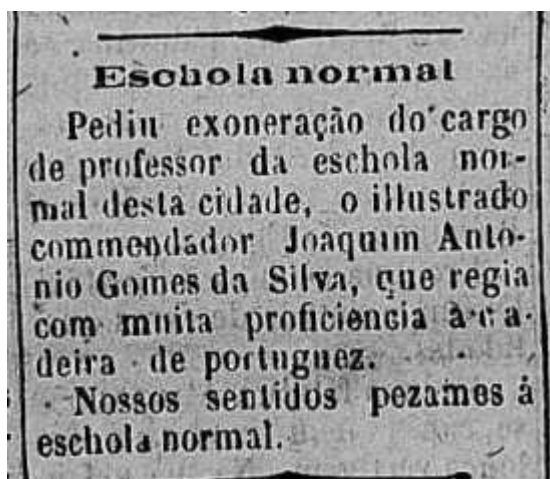 Eschola normal
Pediu exoneração do cargo
de professor da eschola nor-
mal desta cidade, o illustrado
commendador Joaquim Anto-
nio Gomes da Silva, que regia
com muita proficiencia a ca-
deira de portuguez.
Nossos sentidos pezames á
eschola normal.